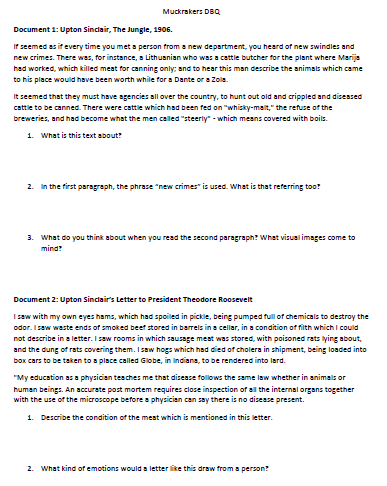 Muckrakers DBQ
Document 1: Upton Sinclair, The Jungle, 1906.
If seemed as if every time you met a person from a new department, you heard of new swindles and
new crimes. There was, for instance, a Lithuanian who was a cattle butcher for the plant where Marija
had worked, which killed meat for canning only; and to hear this man describe the animals which came
to his place would have been worth while for a Dante or a Zola.
It seemed that they must have agencies all over the country, to hunt out old and crippled and diseased
cattle to be canned. There were cattle which had been fed on "whisky-malt," the refuse of the
breweries, and had become what the men called "steerly" - which means covered with boils.
1. What is this text about?
2. In the first paragraph, the phrase "new crimes" is used. What is that referring too?
3. What do you think about when you read the second paragraph? What visual images come to
mind?
Document 2: Upton Sinclair's Letter to President Theodore Roosevelt
I saw with my own eyes hams, which had spoiled in pickle, being pumped full of chemicals to destroy the
odor. I saw waste ends of smoked beef stored in barrels in a cellar, in a condition of filth which I could
not describe in a letter. I saw rooms in which sausage meat was stored, with poisoned rats lying about,
and the dung of rats covering them. I saw hogs which had died of cholera in shipment, being loaded into
box cars to be taken to a place called Globe, in Indiana, to be rendered into lard.
"My education as a physician teaches me that disease follows the same law whether in animals or
human beings. An accurate post mortem requires close inspection of all the internal organs together
with the use of the microscope before a physician can say there is no disease present.
1. Describe the condition of the meat which is mentioned in this letter.
2. What kind of emotions would a letter like this draw from a person?